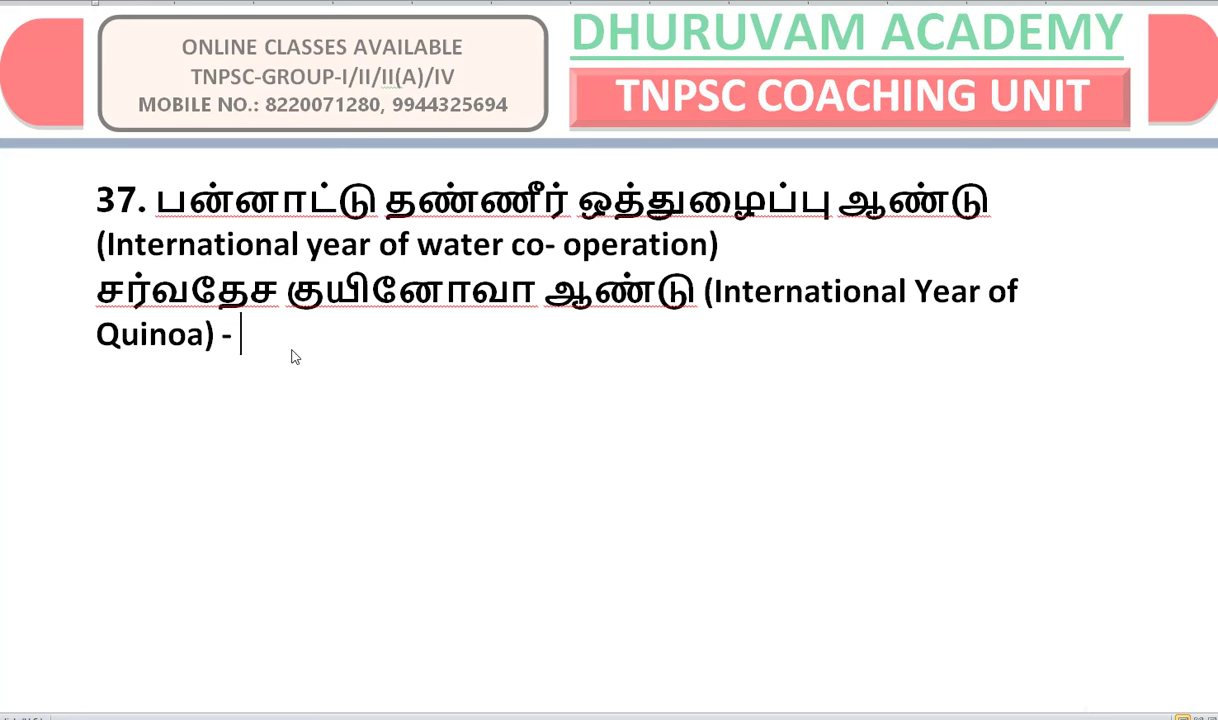 ONLINE CLASSES AVAILABLE
TNPSC-GROUP-I/II/II(A)/IV
MOBILE NO.: 8220071280, 9944325694
DHURUVAM ACADEMY
TNPSC COACHING UNIT
37. பன்னாட்டு தண்ணீர் ஒத்துழைப்பு ஆண்டு
(International year of water co- operation)
சர்வதேச குயினோவா ஆண்டு (International Year of
Quinoa) -